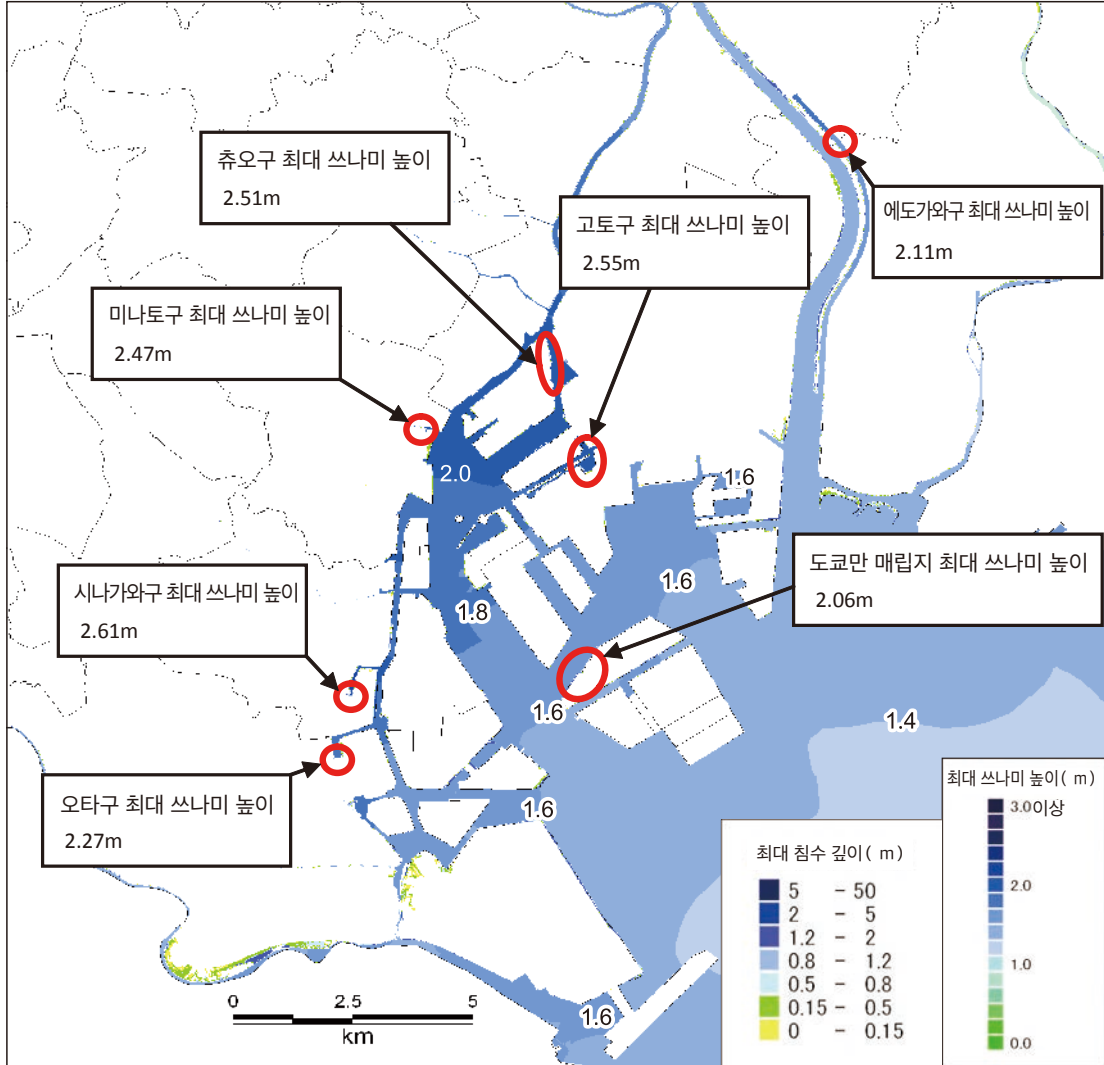 츄오구 최대 쓰나미 높이
2.51m
고토구 최대 쓰나미 높이
2.55m
에도가와구 최대 쓰나미 높이
2.11m
미나토구 최대 쓰나미 높이
2.47m
2.0
1.6
도쿄만 매립지 최대 쓰나미 높이
2.06m
1.6
시나가와구 최대 쓰나미 높이
2.61m
1.8
1.6
1.4
오타구 최대 쓰나미 높이
2.27m
1.6
1.6
0 2.5 5
km
최대 침수 깊이( m)
5 - 50
2 - 5
1.2 - 2
0.8 - 1.2
0.5 - 0.8
0.15 - 0.5
0 - 0.15
최대 쓰나미 높이( m)
3.0이상
2.0
1.0
0.0